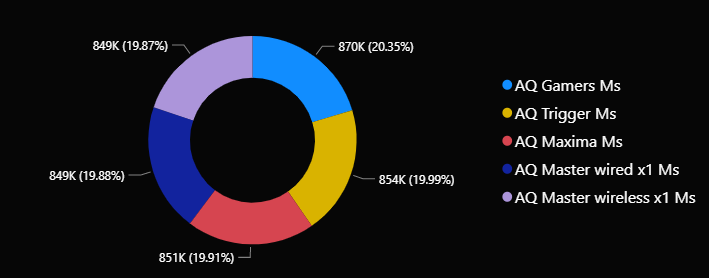 849K (19.87%)
870K (20.35%)
849K (19.88%)
854K (19.99%)
851K (19.91%)
AQ Gamers Ms
AQ Trigger Ms
AQ Maxima Ms
AQ Master wired x1 Ms
AQ Master wireless x1 Ms